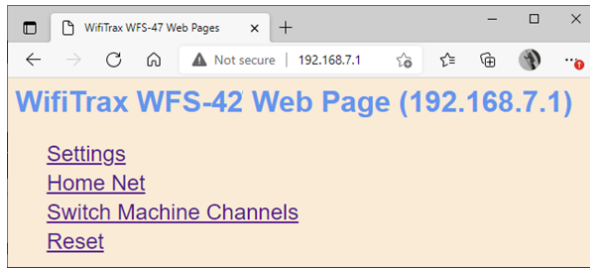 WifiTrax WFS-47 Web Pages
Not secure | 192.168.7.1
WifiTrax WFS-42 Web Page (192.168.7.1)
Settings
Home Net
Switch Machine Channels
Reset